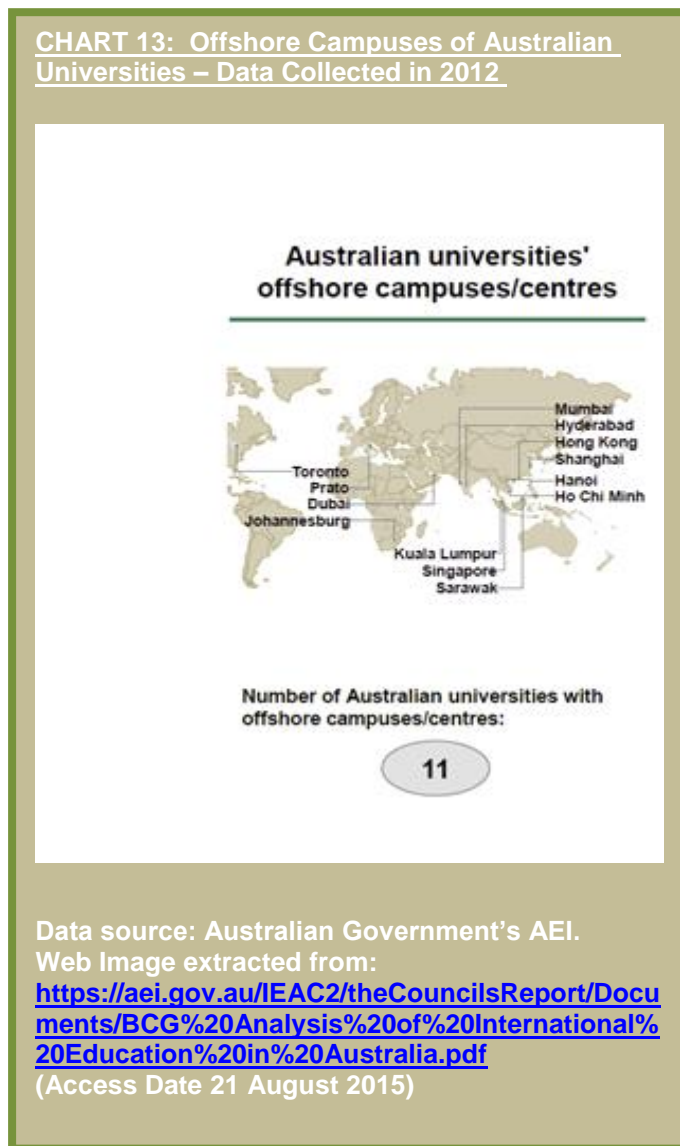 CHART 13:  Offshore Campuses of Australian
Universities – Data Collected in 2012
Australian universities'
offshore campuses/centres
Mumbai
Hyderabad
Hong Kong
Shanghai
Toronto
Hanoi
Prato
Ho Chi Minh
Dubai
Johannesburg
Kuala Lumpur
Singapore
Sarawak
Number of Australian universities with
offshore campuses/centres:
11
Data source: Australian Government’s AEI.
Web Image extracted from:
https://aei.gov.au/IEAC2/theCouncilsReport/Docu
ments/BCG%20Analysis%20of%20International%
20Education%20in%20Australia.pdf
(Access Date 21 August 2015)